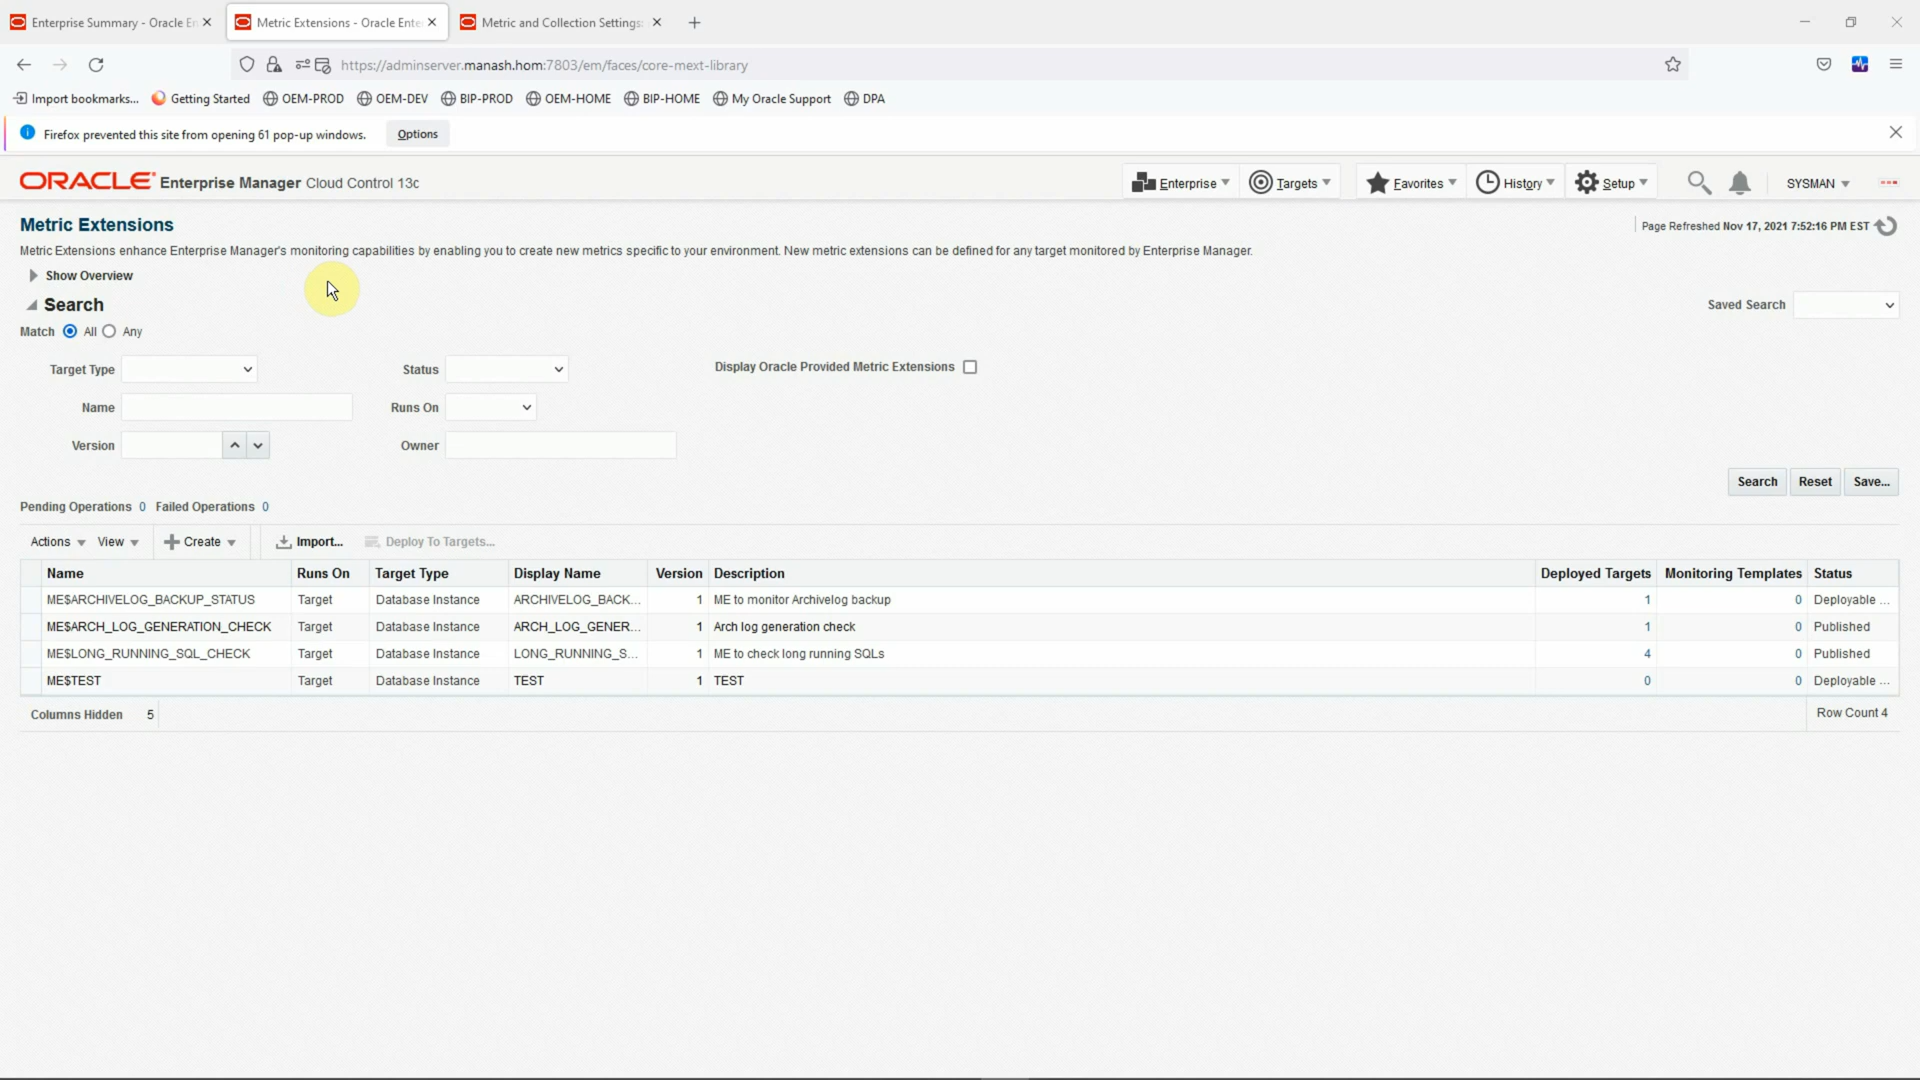 Enterprise Summary - Oracle En
Metric Extensions - Oracle Ente
Metric and Collection Settings:
https://adminserver.manash.hom:7803/em/faces/core-mext-library
Import bookmarks... Getting Started OEM-PROD OEM-DEV BIP-PROD OEM-HOME BIP-HOME My Oracle Support DPA
Firefox prevented this site from opening 61 pop-up windows. Options
ORACLE Enterprise Manager Cloud Control 13c Enterprise Targets Favorites History Setup SYSMAN
Metric Extensions Page Refreshed Nov 17, 2021 7:52:16 PM EST
Metric Extensions enhance Enterprise Manager's monitoring capabilities by enabling you to create new metrics specific to your environment. New metric extensions can be defined for any target monitored by Enterprise Manager.
Show Overview
Search Saved Search
Match All Any
Target Type Status Display Oracle Provided Metric Extensions
Name Runs On
Version Owner
Search Reset Save...
Pending Operations 0 Failed Operations 0
Actions View Create Import... Deploy To Targets...
Name Runs On Target Type Display Name Version Description Deployed Targets Monitoring Templates Status
ME$ARCHIVELOG_BACKUP_STATUS Target Database Instance ARCHIVELOG_BACK... 1 ME to monitor Archivelog backup 1 0 Deployable ...
ME$ARCH_LOG_GENERATION_CHECK Target Database Instance ARCH_LOG_GENER... 1 Arch log generation check 1 0 Published
ME$LONG_RUNNING_SQL_CHECK Target Database Instance LONG_RUNNING_S... 1 ME to check long running SQLs 4 0 Published
ME$TEST Target Database Instance TEST 1 TEST 0 0 Deployable ...
Columns Hidden 5 Row Count 4